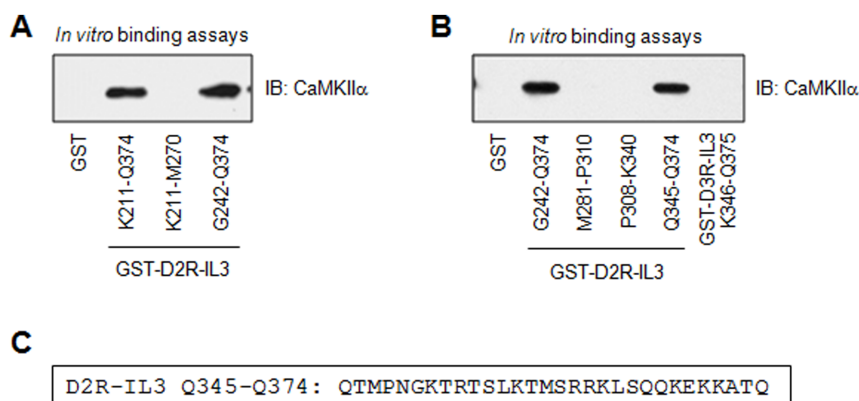 A
In vitro binding assays
IB: CaMKIIα
GST
K211-Q374
K211-M270
G242-Q374
GST-D2R-IL3
B
In vitro binding assays
IB: CaMKIIα
GST
G242-Q374
M281-P310
P308-K340
Q345-Q374
GST-D3R-IL3
K346-Q375
GST-D2R-IL3
C
D2R-IL3 Q345-Q374: QTMPNGKTRTSLKTMSRRKLSQQKEKKATQ